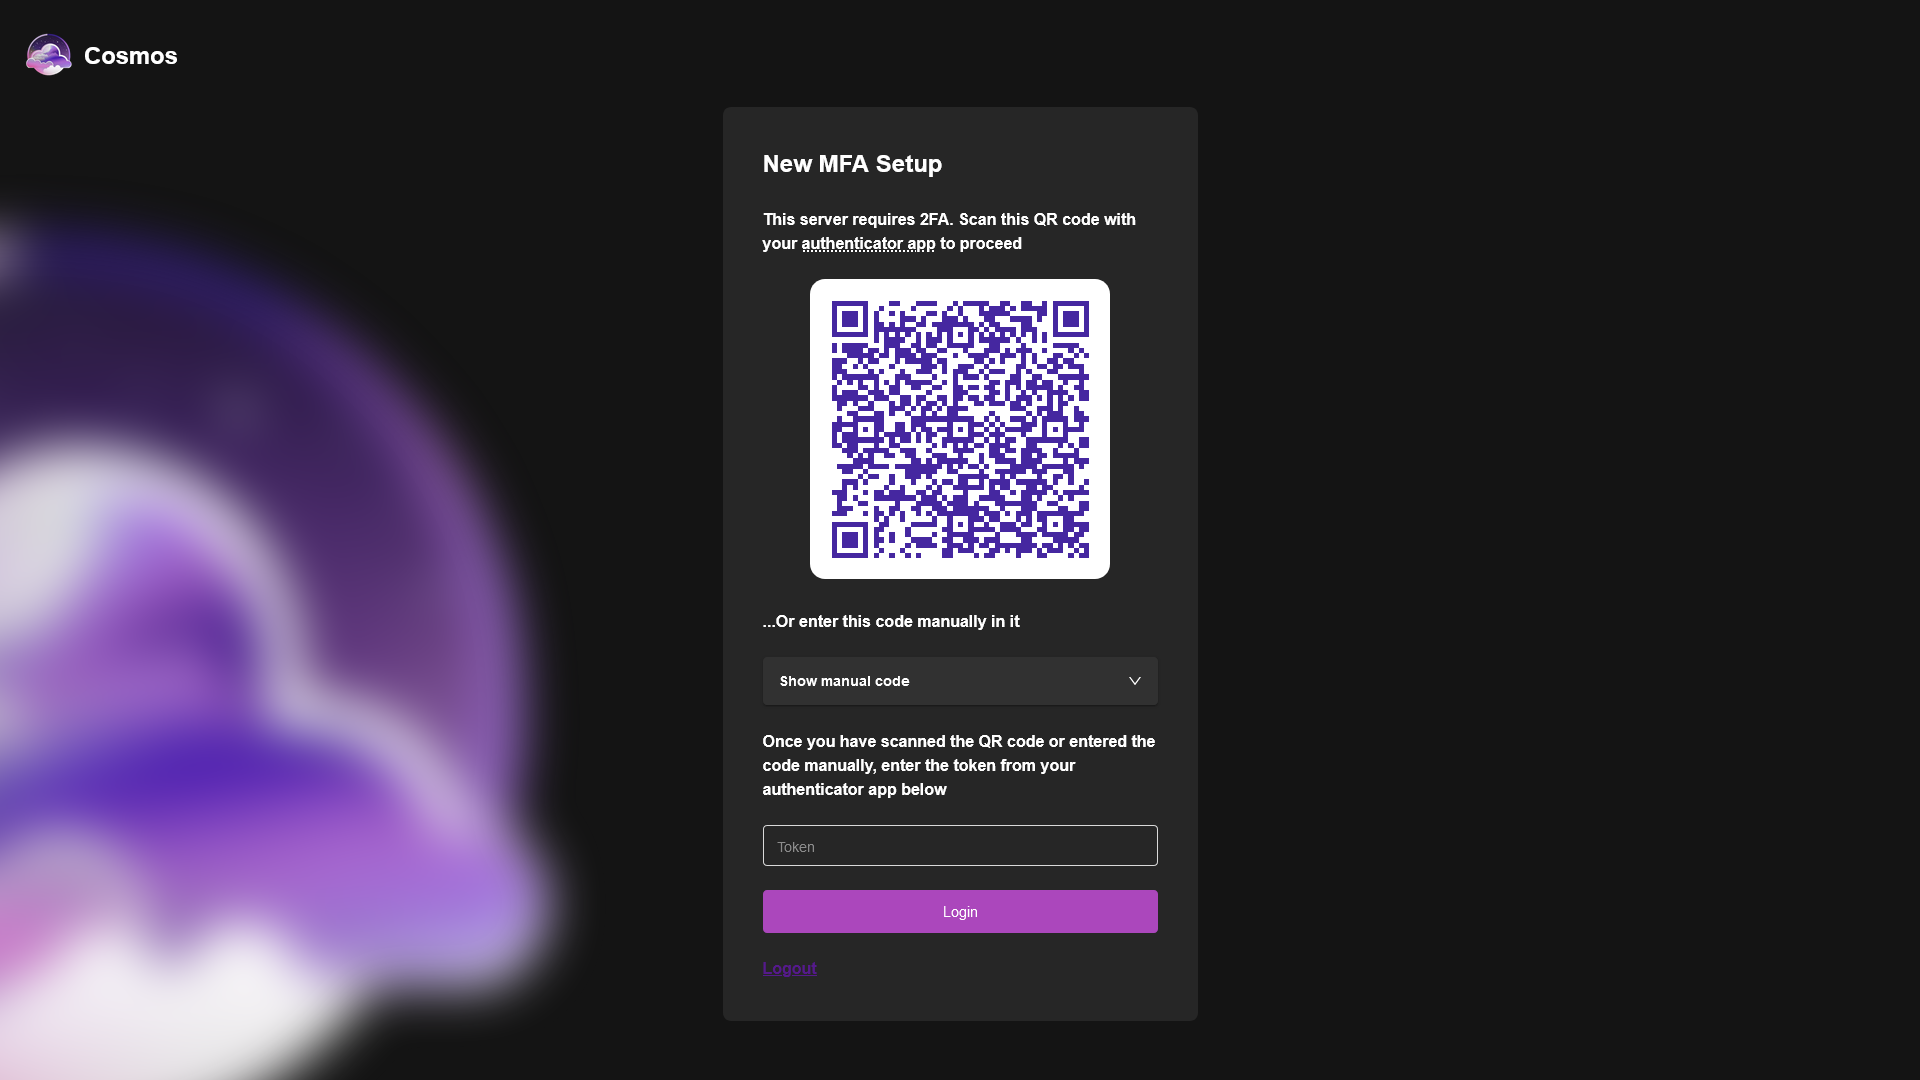 Cosmos
New MFA Setup
This server requires 2FA. Scan this QR code with
your authenticator app to proceed
...Or enter this code manually in it
Show manual code
Once you have scanned the QR code or entered the
code manually, enter the token from your
authenticator app below
Token
Login
Logout